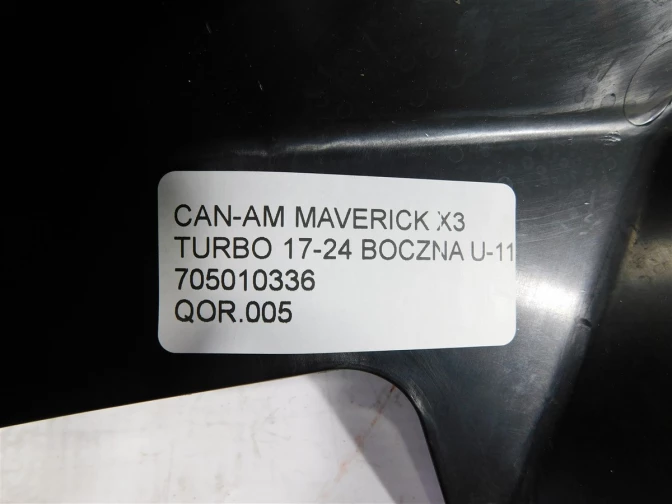 CAN-AM MAVERICK X3
TURBO 17-24 BOCZNA U-11
705010336
QOR.005